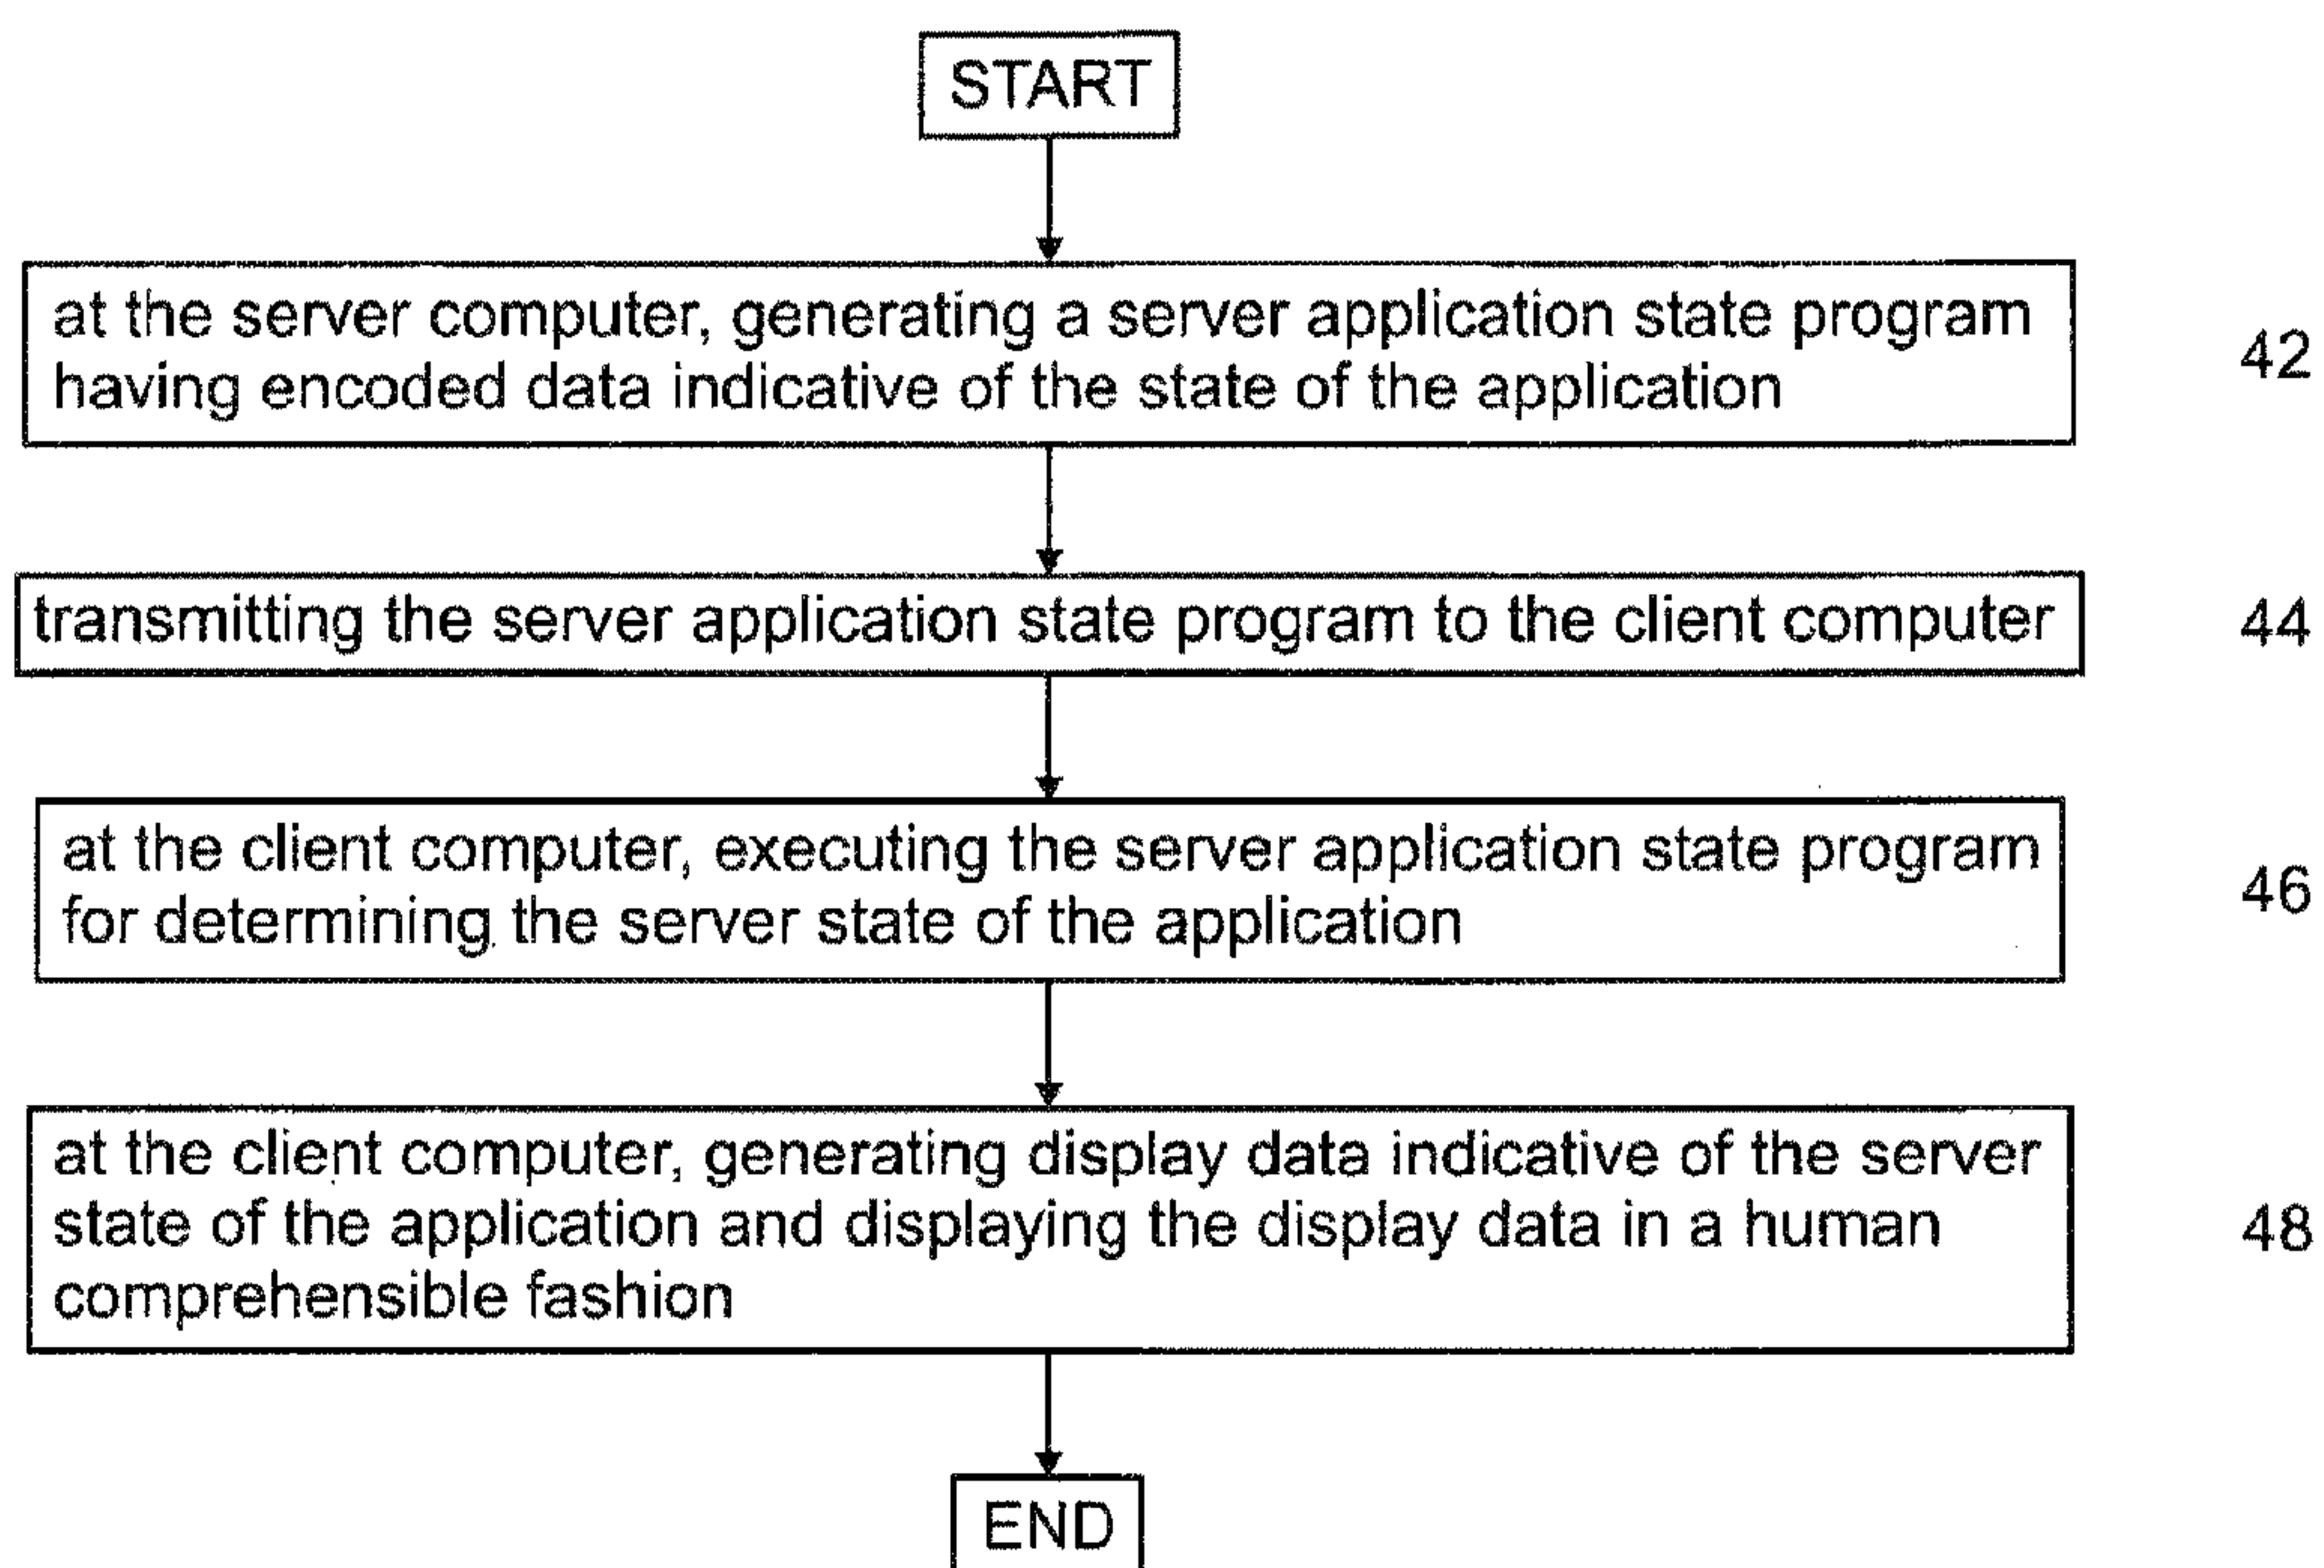 START
at the server computer, generating a server application state program
having encoded data indicative of the state of the application
42
transmitting the server application state program to the client computer
44
at the client computer, executing the server application state program
for determining the server state of the application
46
at the client computer, generating display data indicative of the server
state of the application and displaying the display data in a human
comprehensible fashion
48
END